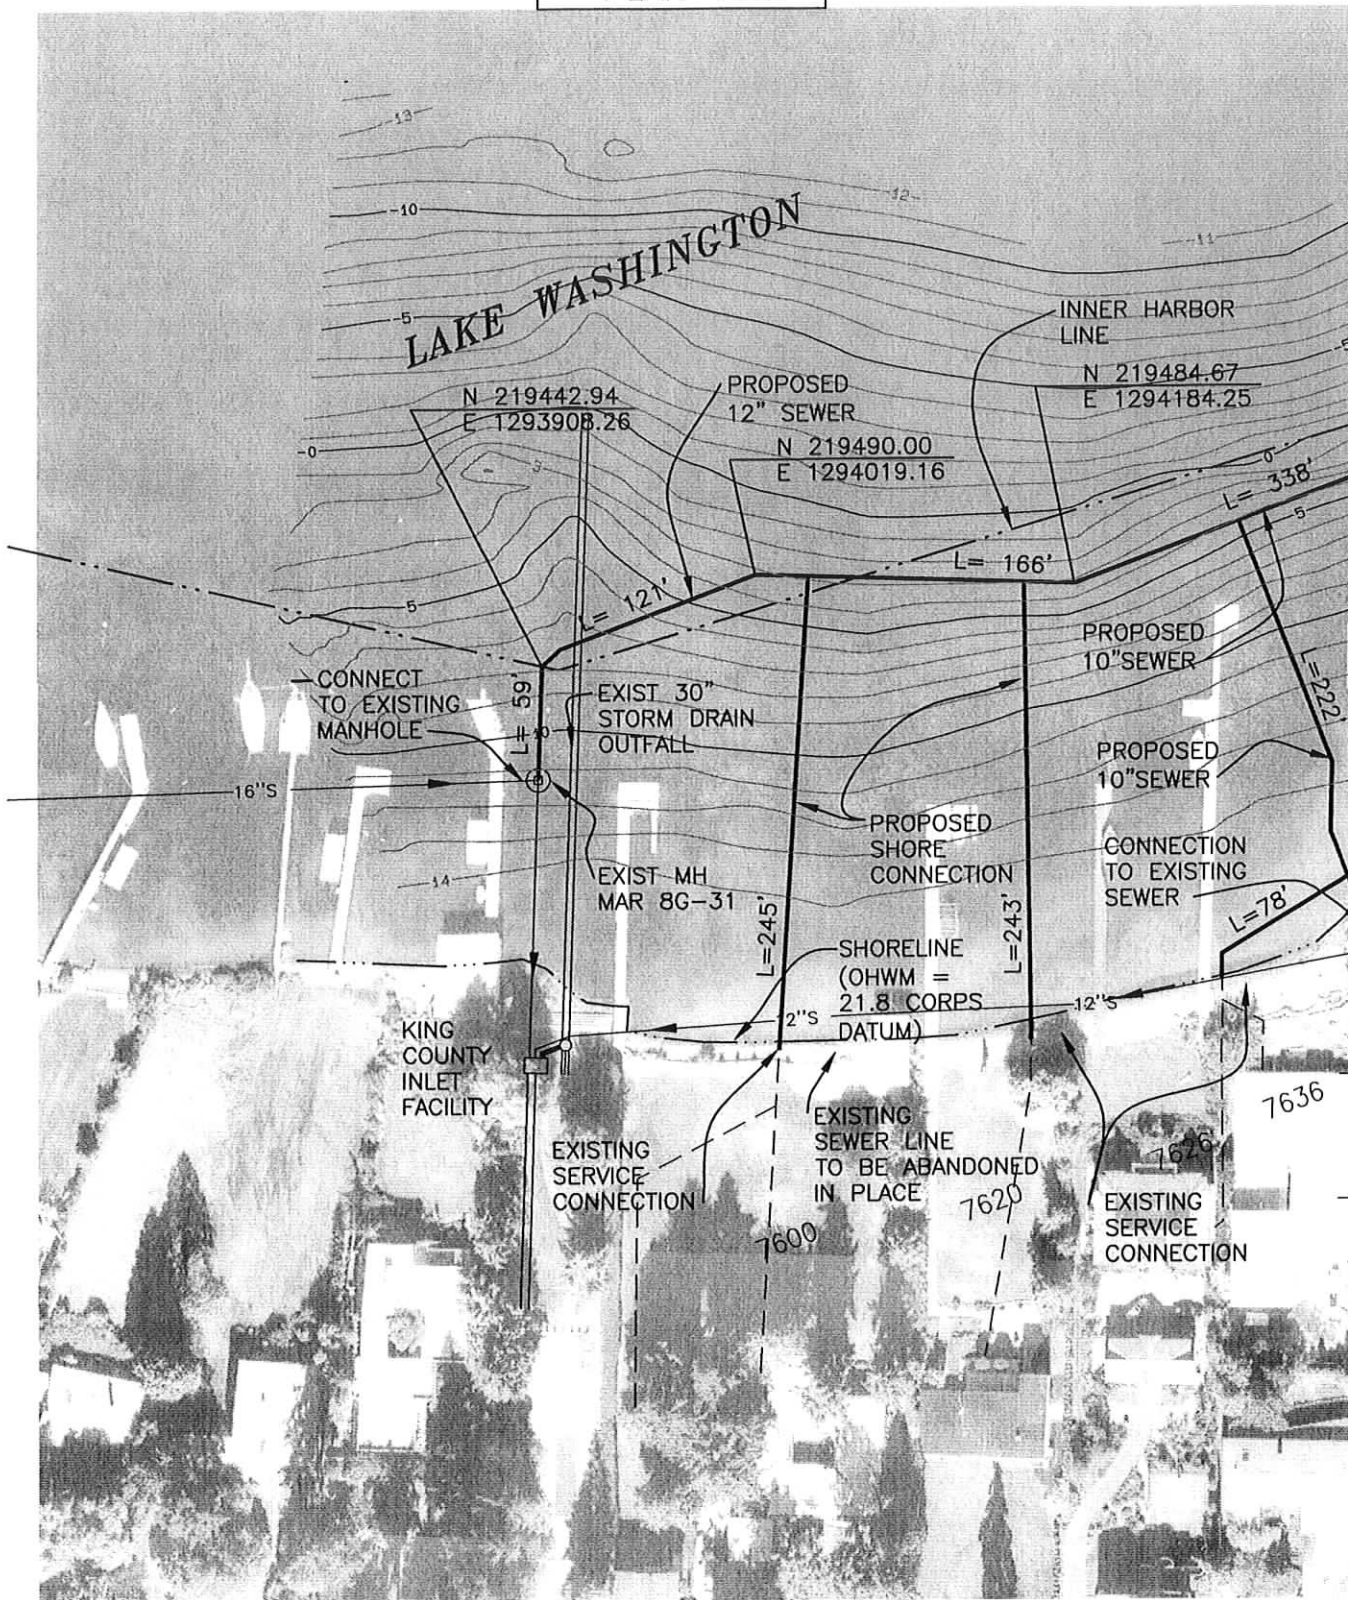 -13
-12-
-10
-11
LAKE WASHINGTON
-5
INNER HARBOR
LINE
-5
N 219484.67
E 1294184.25
PROPOSED
12" SEWER
N 219442.94
E 1293908.26
N 219490.00
E 1294019.16
-0
0
L= 338'
5
L= 166'
5
L= 121'
PROPOSED
10"SEWER
L=222'
CONNECT
TO EXISTING
MANHOLE
L= 59'
10
EXIST 30"
STORM DRAIN
OUTFALL
PROPOSED
10"SEWER
16"S
PROPOSED
SHORE
CONNECTION
CONNECTION
TO EXISTING
SEWER
14
EXIST MH
MAR 8G-31
L=245'
L=243'
L=78'
SHORELINE
(OHWM =
21.8 CORPS
DATUM)
2"S
12"S
KING
COUNTY
INLET
FACILITY
7636
EXISTING
SERVICE
CONNECTION
EXISTING
SEWER LINE
TO BE ABANDONED
IN PLACE
7626
7620
7600
EXISTING
SERVICE
CONNECTION